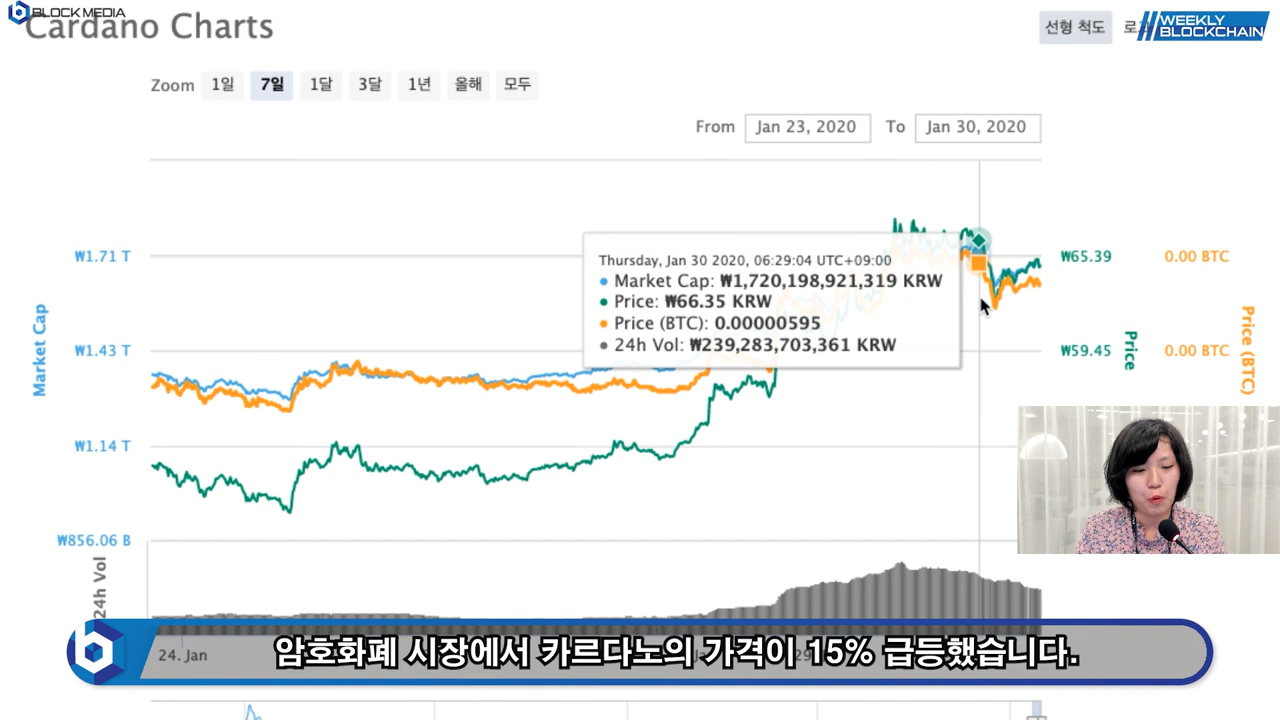 BLOCK MEDIA
Cardano Charts
선형 척도
WEEKLY
BLOCKCHAIN
Zoom 1일 7일 1달 3달 1년 올해 모두
From Jan 23, 2020 To Jan 30, 2020
₩1.71 T
₩1.43 T
₩1.14 T
₩856.06 B
Market Cap
24h Vol
Thursday, Jan 30 2020, 06:29:04 UTC+09:00
Market Cap: ₩1,720,198,921,319 KRW
Price: ₩66.35 KRW
Price (BTC): 0.00000595
24h Vol: ₩239,283,703,361 KRW
₩65.39 0.00 BTC
₩59.45 0.00 BTC
Price
Price (BTC)
24. Jan
암호화폐 시장에서 카르다노의 가격이 15% 급등했습니다.